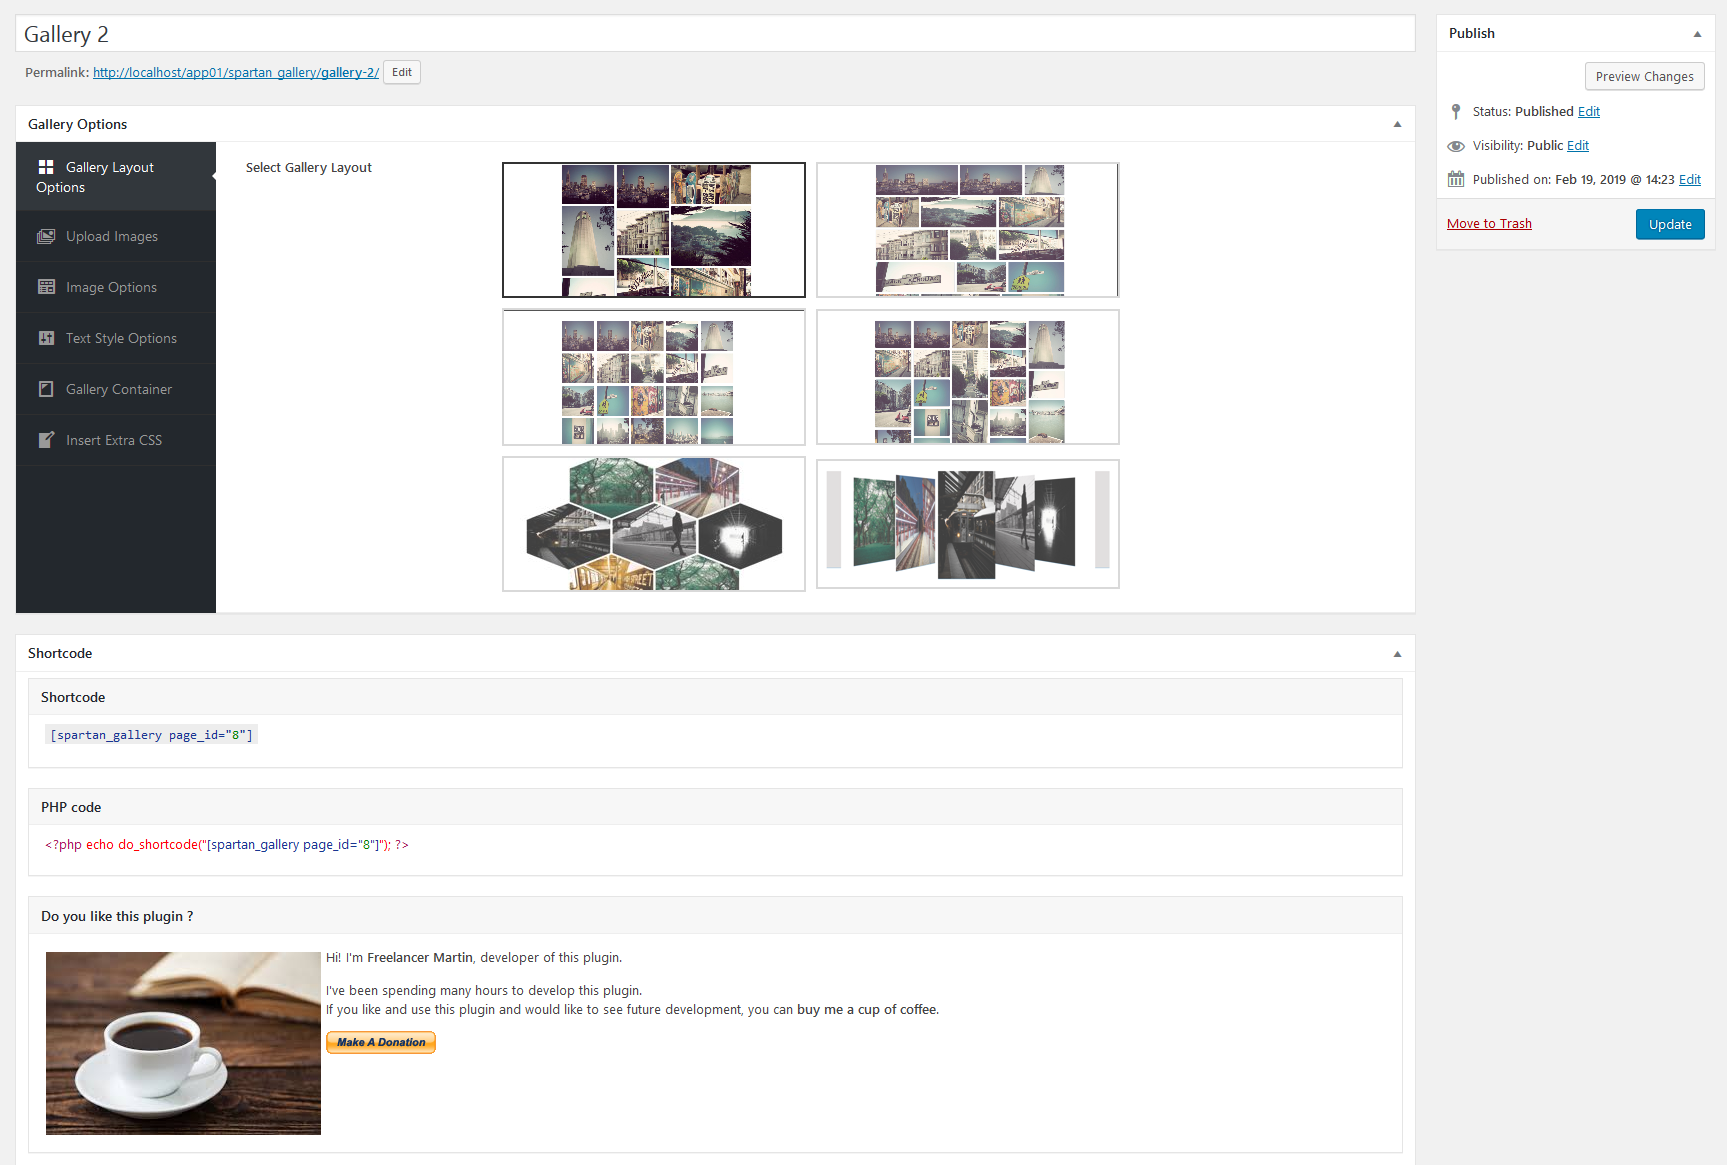 Gallery 2
Permalink: http://localhost/app01/spartan_gallery/gallery-2/ Edit
Gallery Options
Gallery Layout
Options
Upload Images
Image Options
Text Style Options
Gallery Container
Insert Extra CSS
Select Gallery Layout
Shortcode
Shortcode
[spartan_gallery page_id="8"]
PHP code
<?php echo do_shortcode("[spartan_gallery page_id="8"]"); ?>
Do you like this plugin ?
Hi! I'm Freelancer Martin, developer of this plugin.
I've been spending many hours to develop this plugin.
If you like and use this plugin and would like to see future development, you can buy me a cup of coffee.
Make A Donation
Publish
Preview Changes
Status: Published Edit
Visibility: Public Edit
Published on: Feb 19, 2019 @ 14:23 Edit
Move to Trash
Update